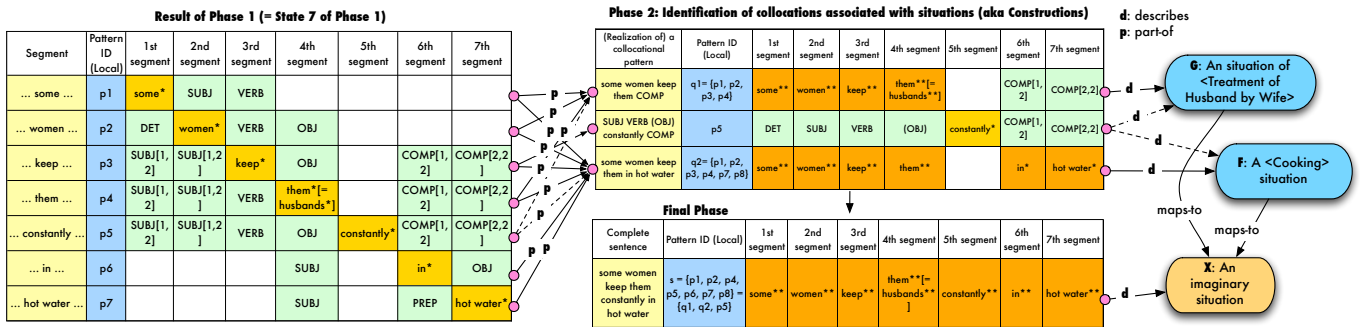 Result of Phase 1 (= State 7 of Phase 1)
Segment Pattern ID (Local) 1st segment 2nd segment 3rd segment 4th segment 5th segment 6th segment 7th segment
... some ... p1 some* SUBJ VERB
... women ... p2 DET women* VERB OBJ
... keep ... p3 SUBJ[1,2] SUBJ[1,2] keep* OBJ COMP[1,2] COMP[2,2]
... them ... p4 SUBJ[1,2] SUBJ[1,2] VERB them*[= husbands*] COMP[1,2] COMP[2,2]
... constantly ... p5 SUBJ[1,2] SUBJ[1,2] VERB OBJ constantly* COMP[1,2] COMP[2,2]
... in ... p6 SUBJ in* OBJ
... hot water ... p7 SUBJ PREP hot water*
p
p
p
p
p
p
p p
Phase 2: Identification of collocations associated with situations (aka Constructions)
(Realization of) a collocational pattern Pattern ID (Local) 1st segment 2nd segment 3rd segment 4th segment 5th segment 6th segment 7th segment
some women keep them COMP q1= {p1, p2, p3, p4} some** women** keep** them**[= husbands**] COMP[1,2] COMP[2,2]
SUBJ VERB (OBJ) constantly COMP p5 DET SUBJ VERB (OBJ) constantly* COMP[1,2] COMP[2,2]
some women keep them in hot water q2= {p1, p2, p3, p4, p7, p8} some** women** keep** them** in* hot water*
Final Phase
Complete sentence Pattern ID (Local) 1st segment 2nd segment 3rd segment 4th segment 5th segment 6th segment 7th segment
some women keep them constantly in hot water s = {p1, p2, p4, p5, p6, p7, p8} = {q1, q2, p5} some** women** keep** them**[= husbands**] constantly** in** hot water**
d: describes
p: part-of
d
d
d
d
d
G: An situation of
<Treatment of
Husband by Wife>
F: A <Cooking>
situation
maps-to
maps-to
X: An
imaginary
situation